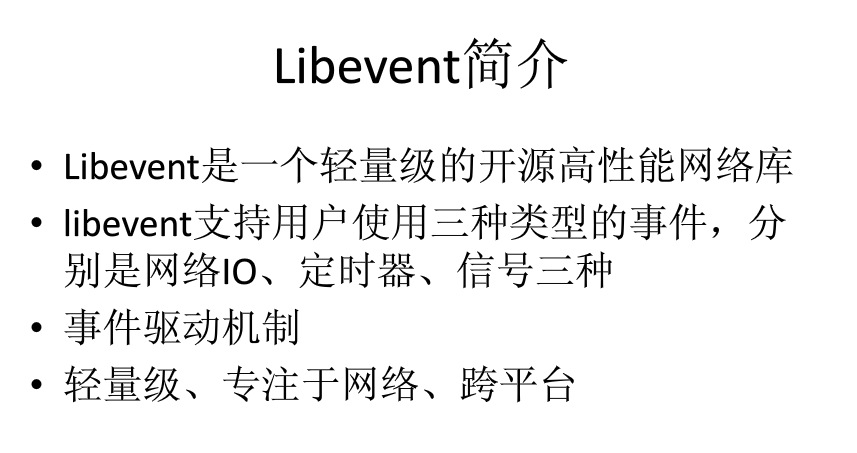 Libevent简介
• Libevent是一个轻量级的开源高性能网络库
• libevent支持用户使用三种类型的事件，分
别是网络IO、定时器、信号三种
• 事件驱动机制
• 轻量级、专注于网络、跨平台